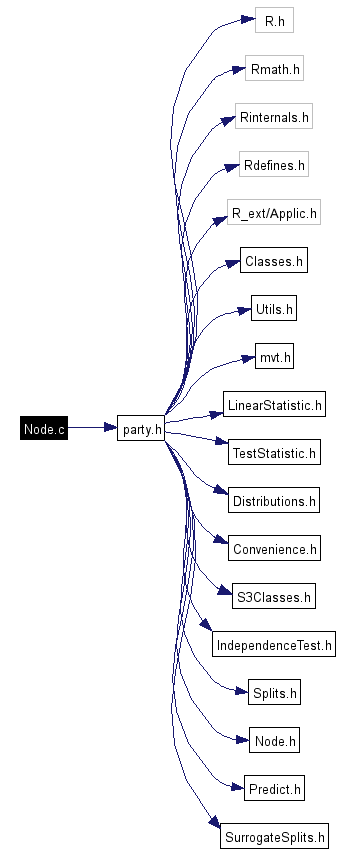 R.h
Rmath.h
Rinternals.h
Rdefines.h
R_ext/Applic.h
Classes.h
Utils.h
mvt.h
LinearStatistic.h
Node.c
party.h
TestStatistic.h
Distributions.h
Convenience.h
S3Classes.h
IndependenceTest.h
Splits.h
Node.h
Predict.h
SurrogateSplits.h